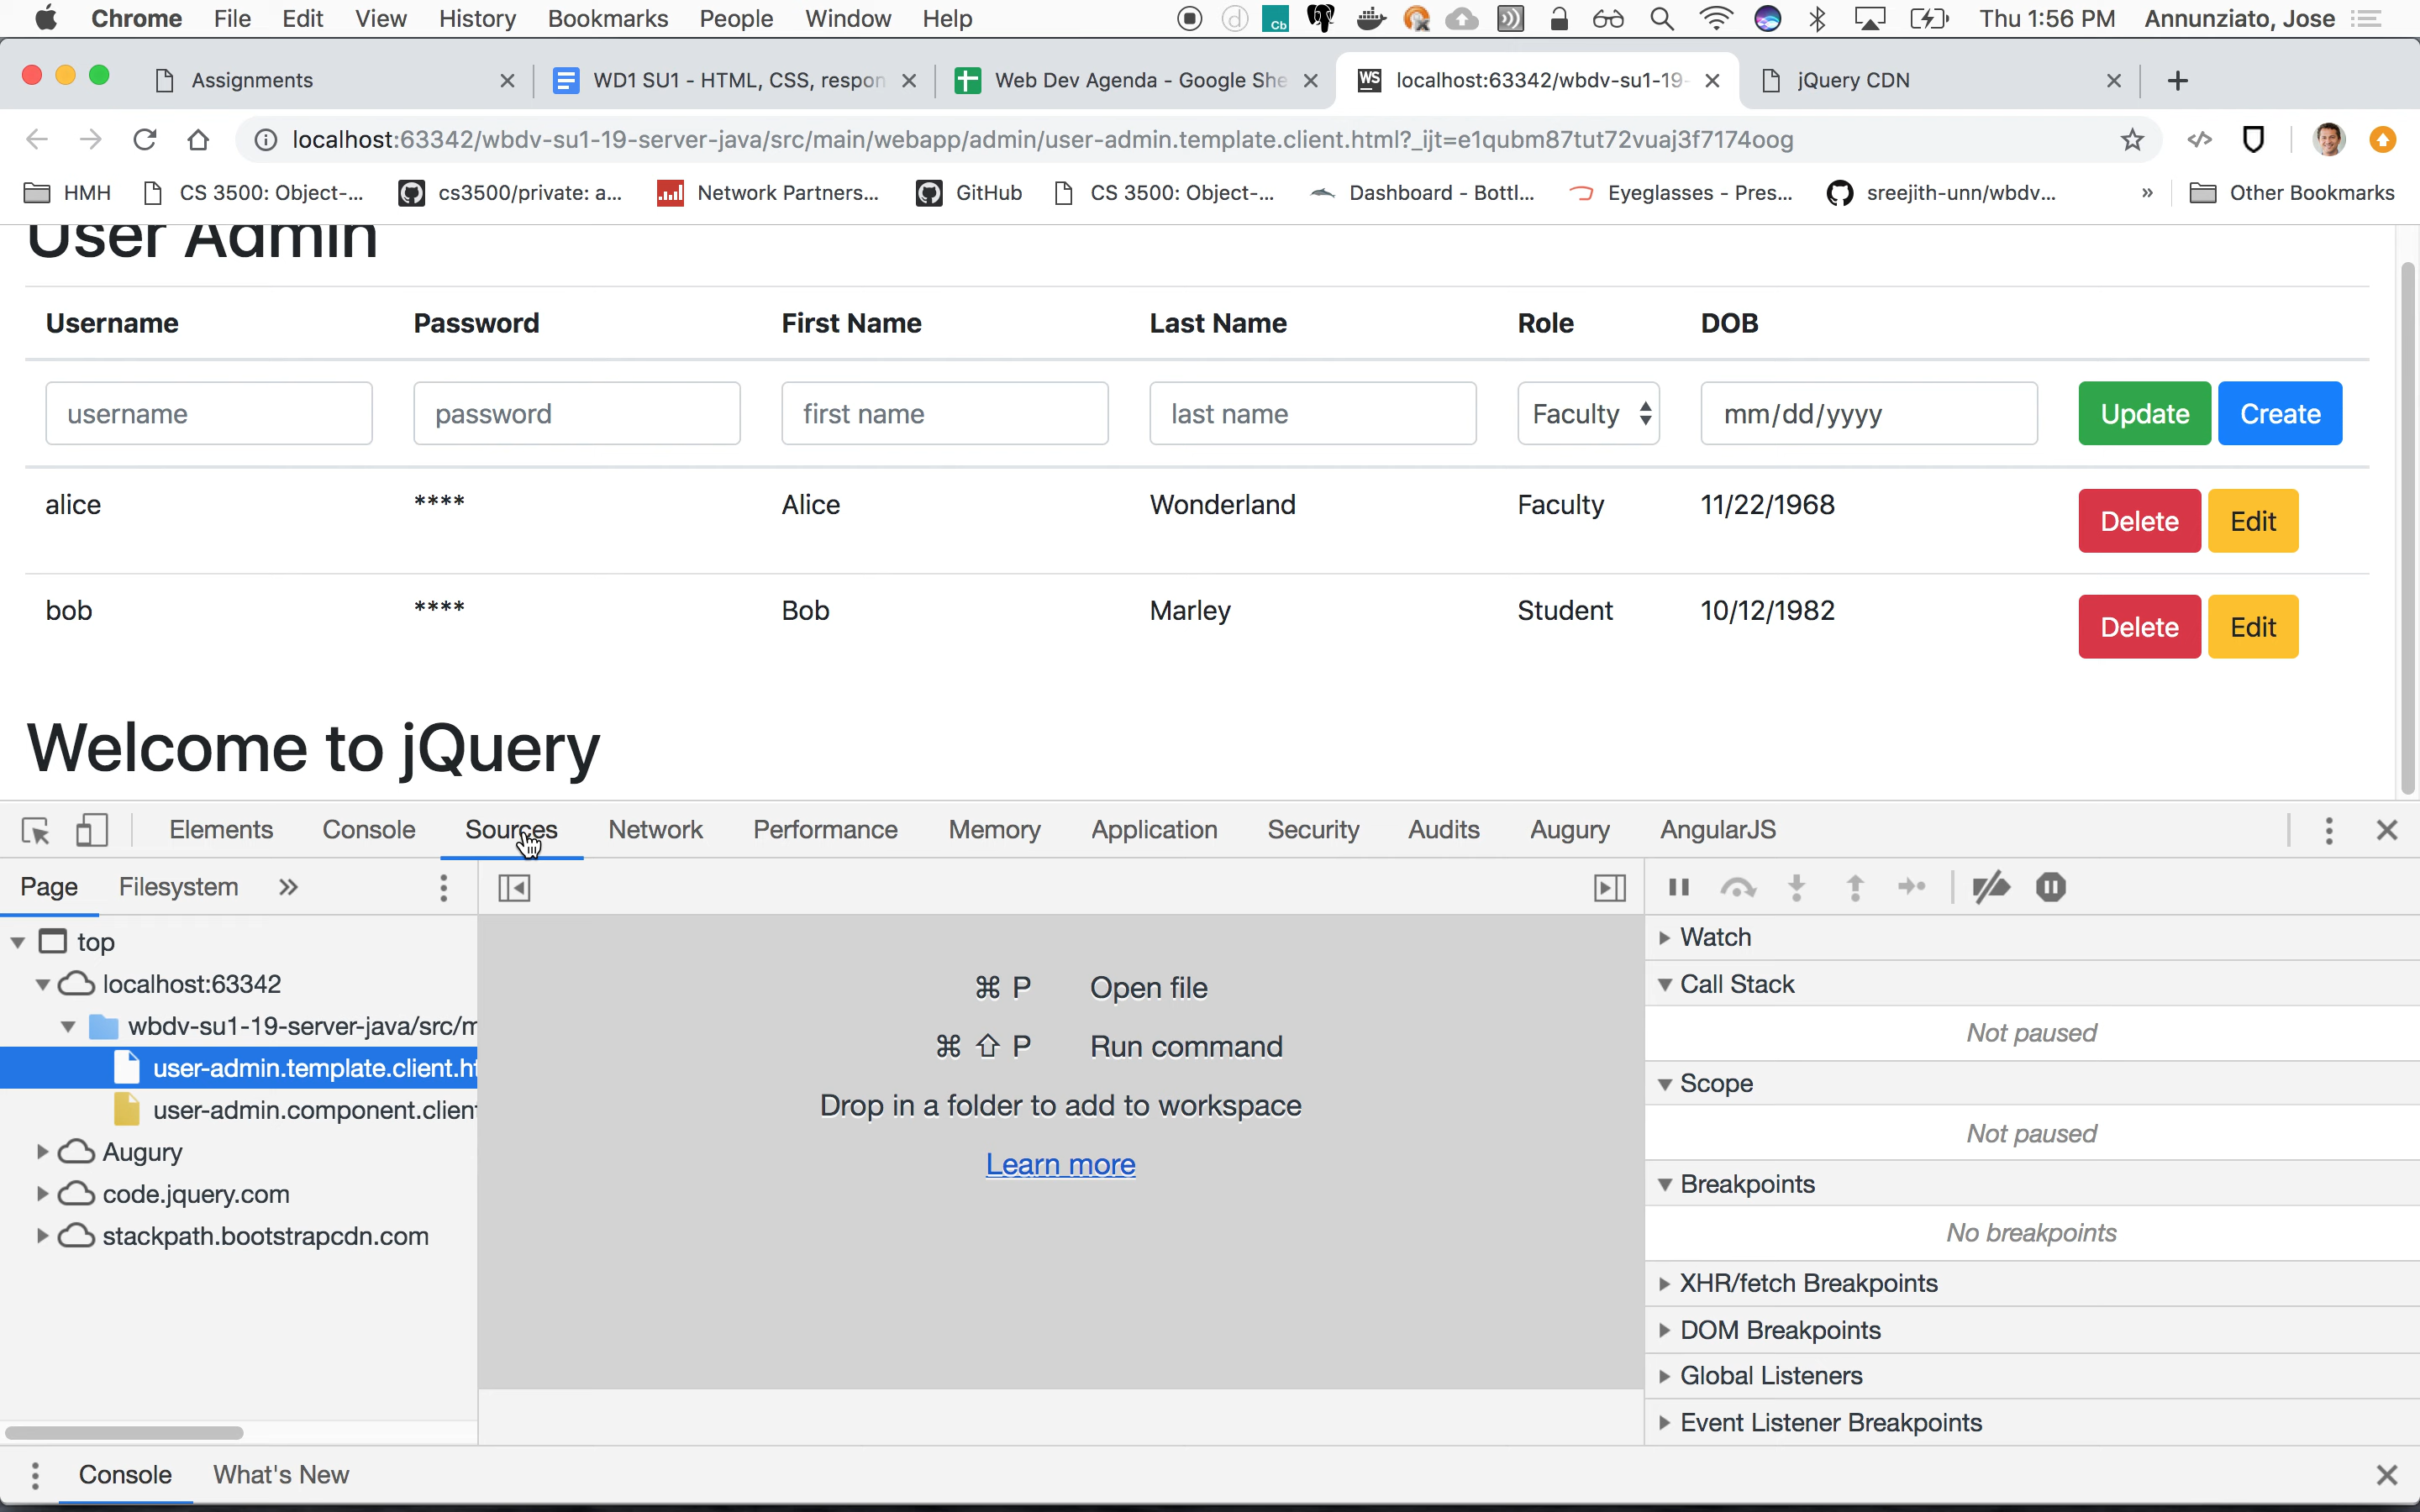 Chrome File Edit View History Bookmarks People Window Help Thu 1:56 PM Annunziato, Jose
Assignments WD1 SU1 - HTML, CSS, respon Web Dev Agenda - Google She localhost:63342/wbdv-su1-19- jQuery CDN
localhost:63342/wbdv-su1-19-server-java/src/main/webapp/admin/user-admin.template.client.html?_ijt=e1qubm87tut72vuaj3f7174oog
HMH CS 3500: Object-... cs3500/private: a... Network Partners... GitHub CS 3500: Object-... Dashboard - Bottl... Eyeglasses - Pres... sreejith-unn/wbdv... » Other Bookmarks
User Admin
Username Password First Name Last Name Role DOB
username password first name last name Faculty mm/dd/yyyy Update Create
alice **** Alice Wonderland Faculty 11/22/1968 Delete Edit
bob **** Bob Marley Student 10/12/1982 Delete Edit
Welcome to jQuery
Elements Console Sources Network Performance Memory Application Security Audits Augury AngularJS
Page Filesystem »
top
localhost:63342
wbdv-su1-19-server-java/src/m
user-admin.template.client.ht
user-admin.component.client
Augury
code.jquery.com
stackpath.bootstrapcdn.com
⌘ P Open file
⌘ ⇧ P Run command
Drop in a folder to add to workspace
Learn more
Watch
Call Stack
Not paused
Scope
Not paused
Breakpoints
No breakpoints
XHR/fetch Breakpoints
DOM Breakpoints
Global Listeners
Event Listener Breakpoints
Console What's New